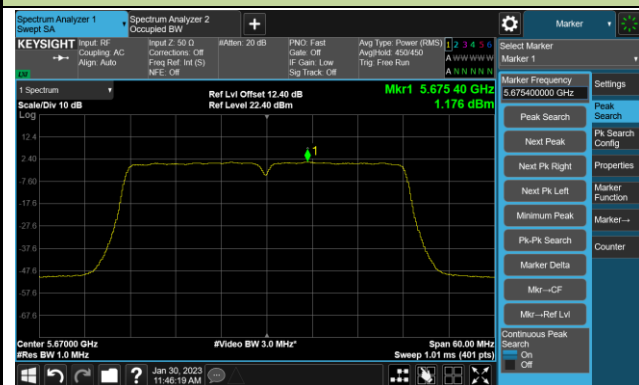 Spectrum Analyzer 1
Swept SA
Spectrum Analyzer 2
Occupied BW
Marker
KEYSIGHT
Input: RF
Coupling: AC
Align: Auto
Input Z: 50 Ω
Corrections: Off
Freq Ref: Int (S)
NFE: Off
#Atten: 20 dB
PNO: Fast
Gate: Off
IF Gain: Low
Sig Track: Off
Avg Type: Power (RMS)
Avg|Hold: 450/450
Trig: Free Run
1 2 3 4 5 6
A W W W W W
A N N N N N
Select Marker
Marker 1
1 Spectrum
Scale/Div 10 dB
Log
Ref Lvl Offset 12.40 dB
Ref Level 22.40 dBm
Mkr1 5.675 40 GHz
1.176 dBm
12.4
2.40
-7.60
-17.6
-27.6
-37.6
-47.6
-57.6
-67.6
1
Center 5.67000 GHz
#Res BW 1.0 MHz
#Video BW 3.0 MHz*
Span 60.00 MHz
Sweep 1.01 ms (401 pts)
Marker Frequency
5.675400000 GHz
Peak Search
Next Peak
Next Pk Right
Next Pk Left
Minimum Peak
Pk-Pk Search
Marker Delta
Mkr→CF
Mkr→Ref Lvl
Continuous Peak
Search
On
Off
Settings
Peak
Search
Pk Search
Config
Properties
Marker
Function
Marker→
Counter
Jan 30, 2023
11:46:19 AM